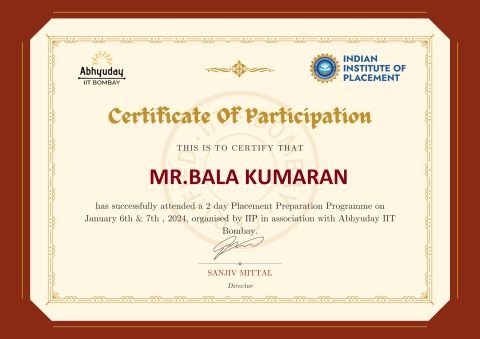 Abhyuday
IIT BOMBAY
INDIAN
INSTITUTE OF
PLACEMENT
Certificate Of Participation
THIS IS TO CERTIFY THAT
MR.BALA KUMARAN
has successfully attended a 2 day Placement Preparation Programme on
January 6th & 7th , 2024, organised by IIP in association with Abhyuday IIT
Bombay.
SANJIV MITTAL
Director